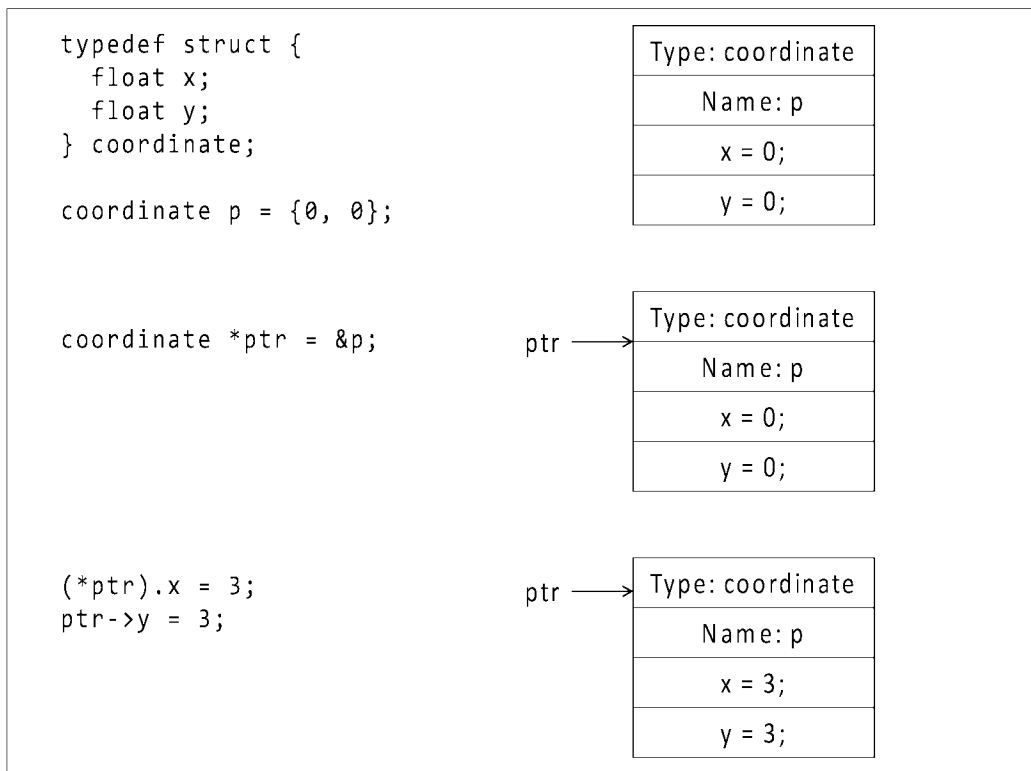 typedef struct {
float x;
float y;
} coordinate;
coordinate p = {0, 0};
Type: coordinate
Name: p
x = 0;
y = 0;
coordinate *ptr = &p;
ptr
Type: coordinate
Name: p
x = 0;
y = 0;
(*ptr).x = 3;
ptr->y = 3;
ptr
Type: coordinate
Name: p
x = 3;
y = 3;